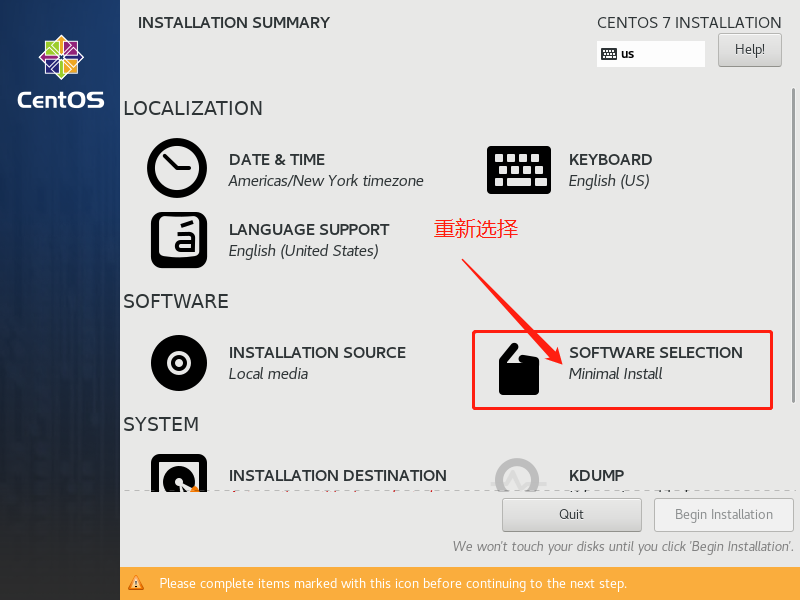 INSTALLATION SUMMARY
CENTOS 7 INSTALLATION
us
Help!
CentOS
LOCALIZATION
DATE & TIME
Americas/New York timezone
KEYBOARD
English (US)
á
LANGUAGE SUPPORT
English (United States)
重新选择
SOFTWARE
INSTALLATION SOURCE
Local media
SOFTWARE SELECTION
Minimal Install
SYSTEM
INSTALLATION DESTINATION
KDUMP
Quit
Begin Installation
We won't touch your disks until you click 'Begin Installation'.
Please complete items marked with this icon before continuing to the next step.